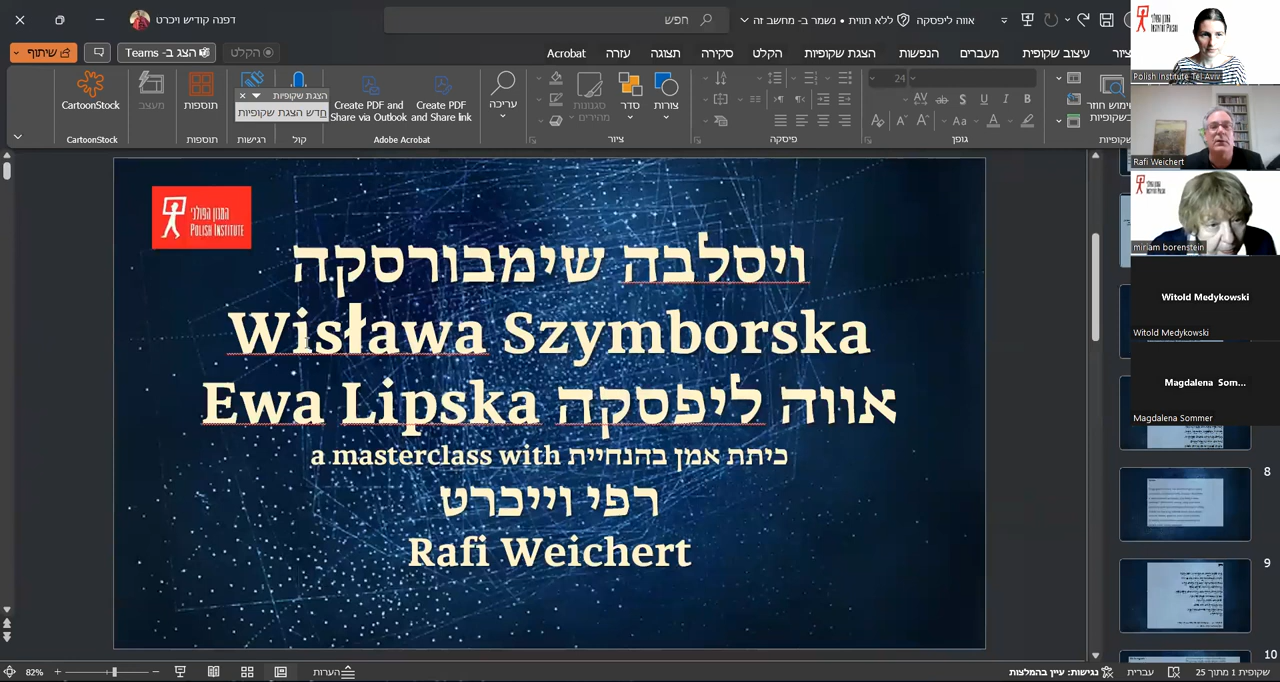 דפנה קודיש ויכרט
חפש
אווה ליפסקה
ללא תווית • נשמר ב- מחשב זה
שיתוף
הצג ב- Teams
הקלט
Acrobat
עזרה
תצוגה
סקירה
הקלט
הצגת שקופיות
הנפשות
מעברים
עיצוב שקופית
CartoonStock
מעצב
תוספות
הצגת שקופיות
חדש הצגת שקופיות
Create PDF and Share via Outlook
Create PDF and Share link
עריכה
סגנונות מהירים
סדר
צורות
24
CartoonStock
תוספות
רגישות
קול
Adobe Acrobat
ציור
פיסקה
גופן
המכון הפולני
POLISH INSTITUTE
ויסלבה שימבורסקה
Wisława Szymborska
Ewa Lipska אווה ליפסקה
a masterclass with כיתת אמן בהנחיית
רפי וייכרט
Rafi Weichert
Polish Institute Tel Aviv
Rafi Weichert
miriam borenstein
Witold Medykowski
Witold Medykowski
Magdalena Som...
Magdalena Sommer
8
9
10
82%
הערות
נגישות: עיין בהמלצות
עברית
שקופית 1 מתוך 25